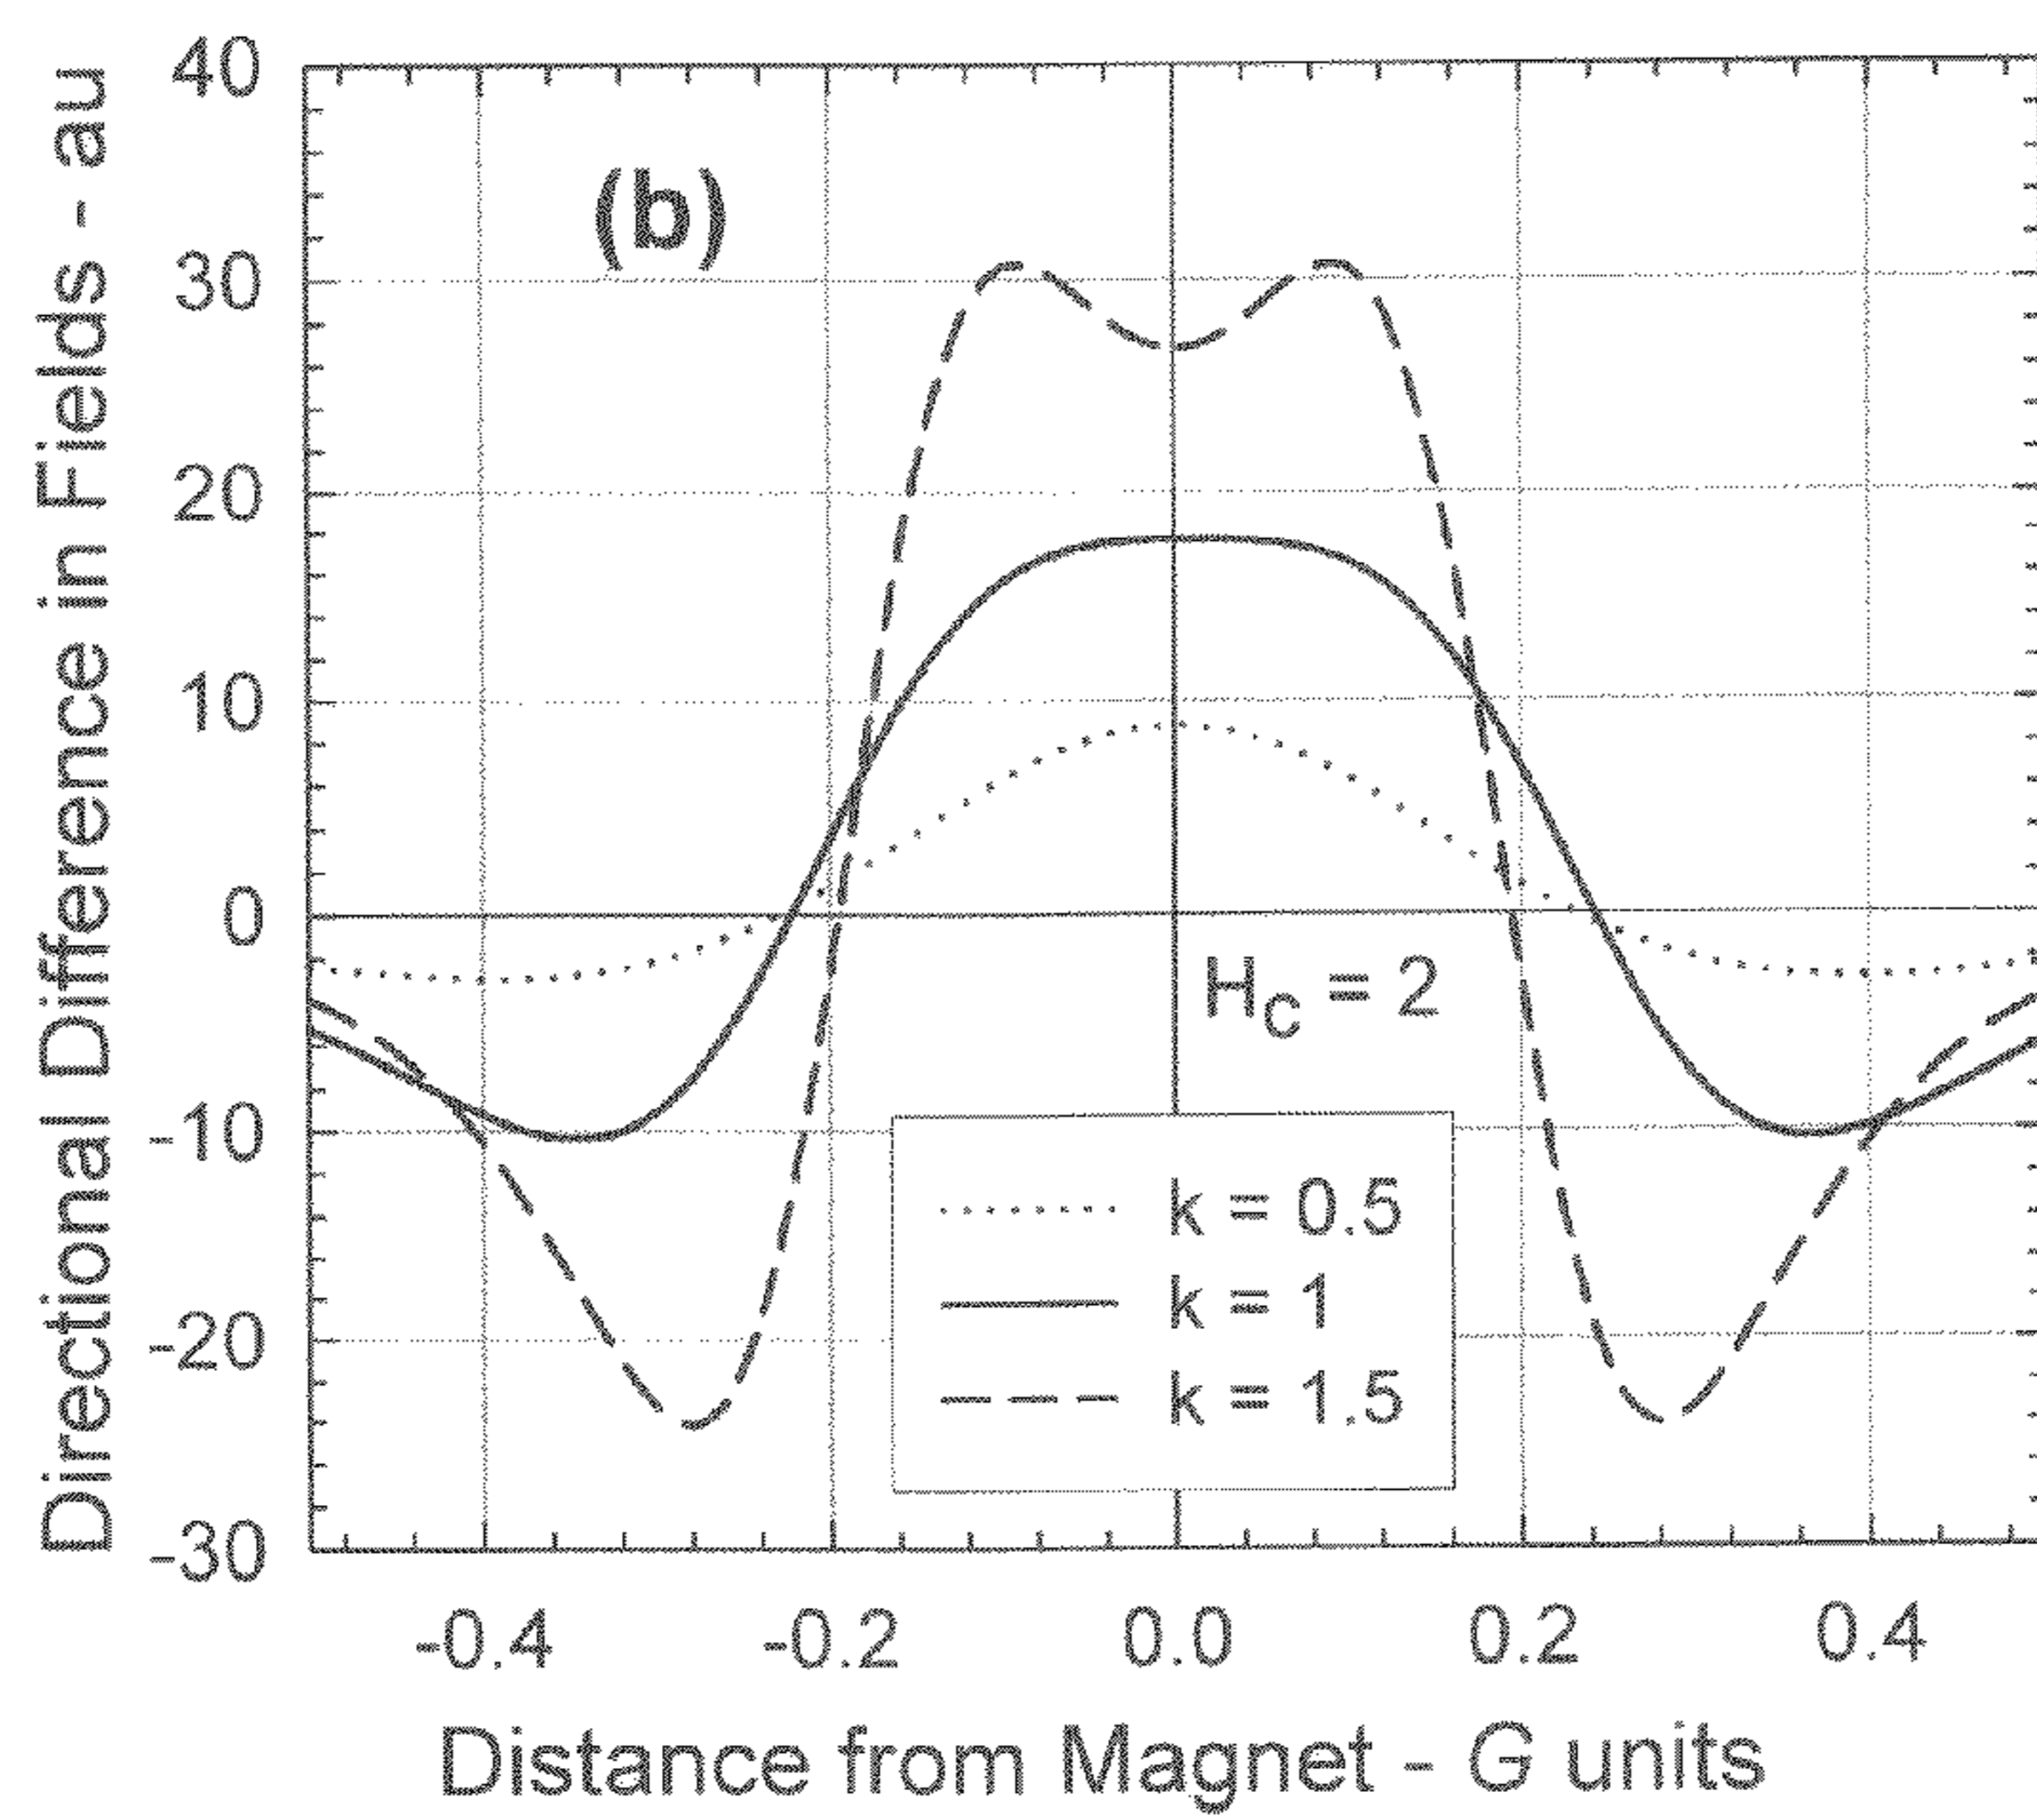 Directional Difference in Fields - au
40
30
20
10
0
-10
-20
-30
(b)
HC = 2
k = 0.5
k = 1
k = 1.5
-0.4 -0.2 0.0 0.2 0.4
Distance from Magnet - G units